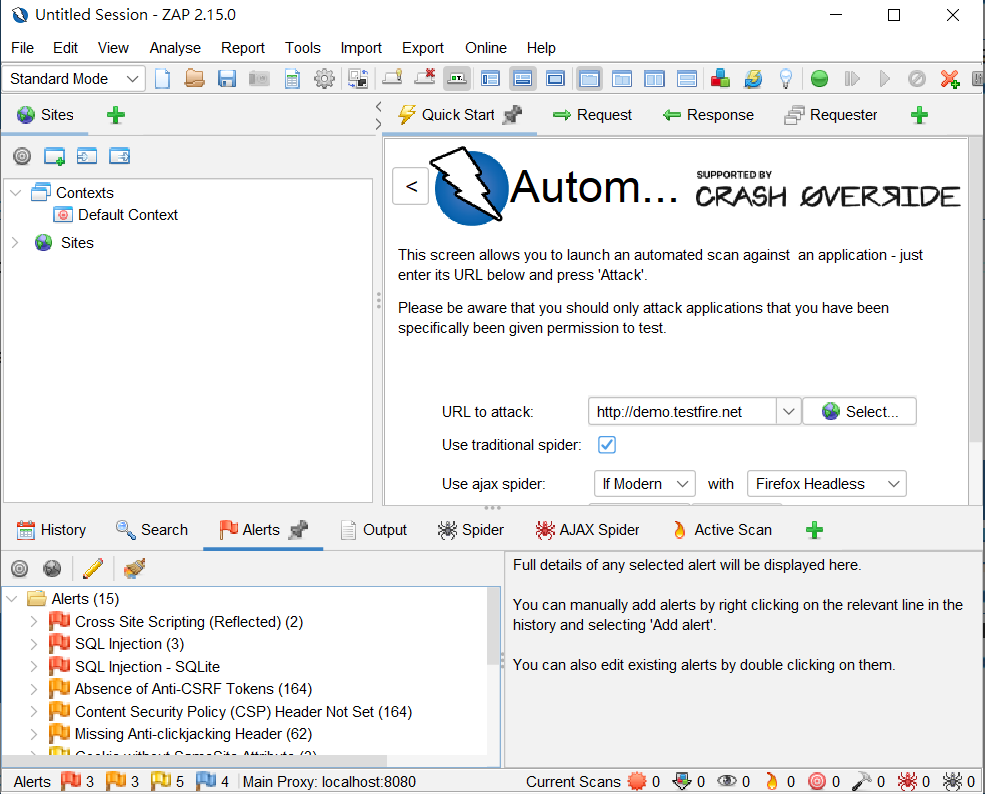 Untitled Session - ZAP 2.15.0
File Edit View Analyse Report Tools Import Export Online Help
Standard Mode
Sites
Quick Start Request Response Requester
Contexts
Default Context
Sites
<
Autom...
SUPPORTED BY
CRASH OVERRIDE
This screen allows you to launch an automated scan against  an application - just
enter its URL below and press 'Attack'.
Please be aware that you should only attack applications that you have been
specifically been given permission to test.
URL to attack: http://demo.testfire.net Select...
Use traditional spider:
Use ajax spider: If Modern with Firefox Headless
History Search Alerts Output Spider AJAX Spider Active Scan
Alerts (15)
Cross Site Scripting (Reflected) (2)
SQL Injection (3)
SQL Injection - SQLite
Absence of Anti-CSRF Tokens (164)
Content Security Policy (CSP) Header Not Set (164)
Missing Anti-clickjacking Header (62)
Full details of any selected alert will be displayed here.
You can manually add alerts by right clicking on the relevant line in the
history and selecting 'Add alert'.
You can also edit existing alerts by double clicking on them.
Alerts 3 3 5 4 Main Proxy: localhost:8080 Current Scans 0 0 0 0 0 0 0 0